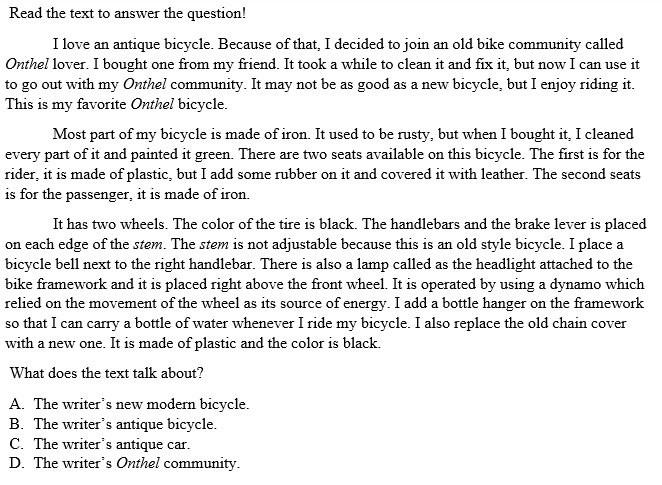 Read the text to answer the question!
I love an antique bicycle. Because of that, I decided to join an old bike community called
Onthel lover. I bought one from my friend. It took a while to clean it and fix it, but now I can use it
to go out with my Onthel community. It may not be as good as a new bicycle, but I enjoy riding it.
This is my favorite Onthel bicycle.
Most part of my bicycle is made of iron. It used to be rusty, but when I bought it, I cleaned
every part of it and painted it green. There are two seats available on this bicycle. The first is for the
rider, it is made of plastic, but I add some rubber on it and covered it with leather. The second seats
is for the passenger, it is made of iron.
It has two wheels. The color of the tire is black. The handlebars and the brake lever is placed
on each edge of the stem. The stem is not adjustable because this is an old style bicycle. I place a
bicycle bell next to the right handlebar. There is also a lamp called as the headlight attached to the
bike framework and it is placed right above the front wheel. It is operated by using a dynamo which
relied on the movement of the wheel as its source of energy. I add a bottle hanger on the framework
so that I can carry a bottle of water whenever I ride my bicycle. I also replace the old chain cover
with a new one. It is made of plastic and the color is black.
What does the text talk about?
A. The writer's new modern bicycle.
B. The writer's antique bicycle.
C. The writer's antique car.
D. The writer's Onthel community.